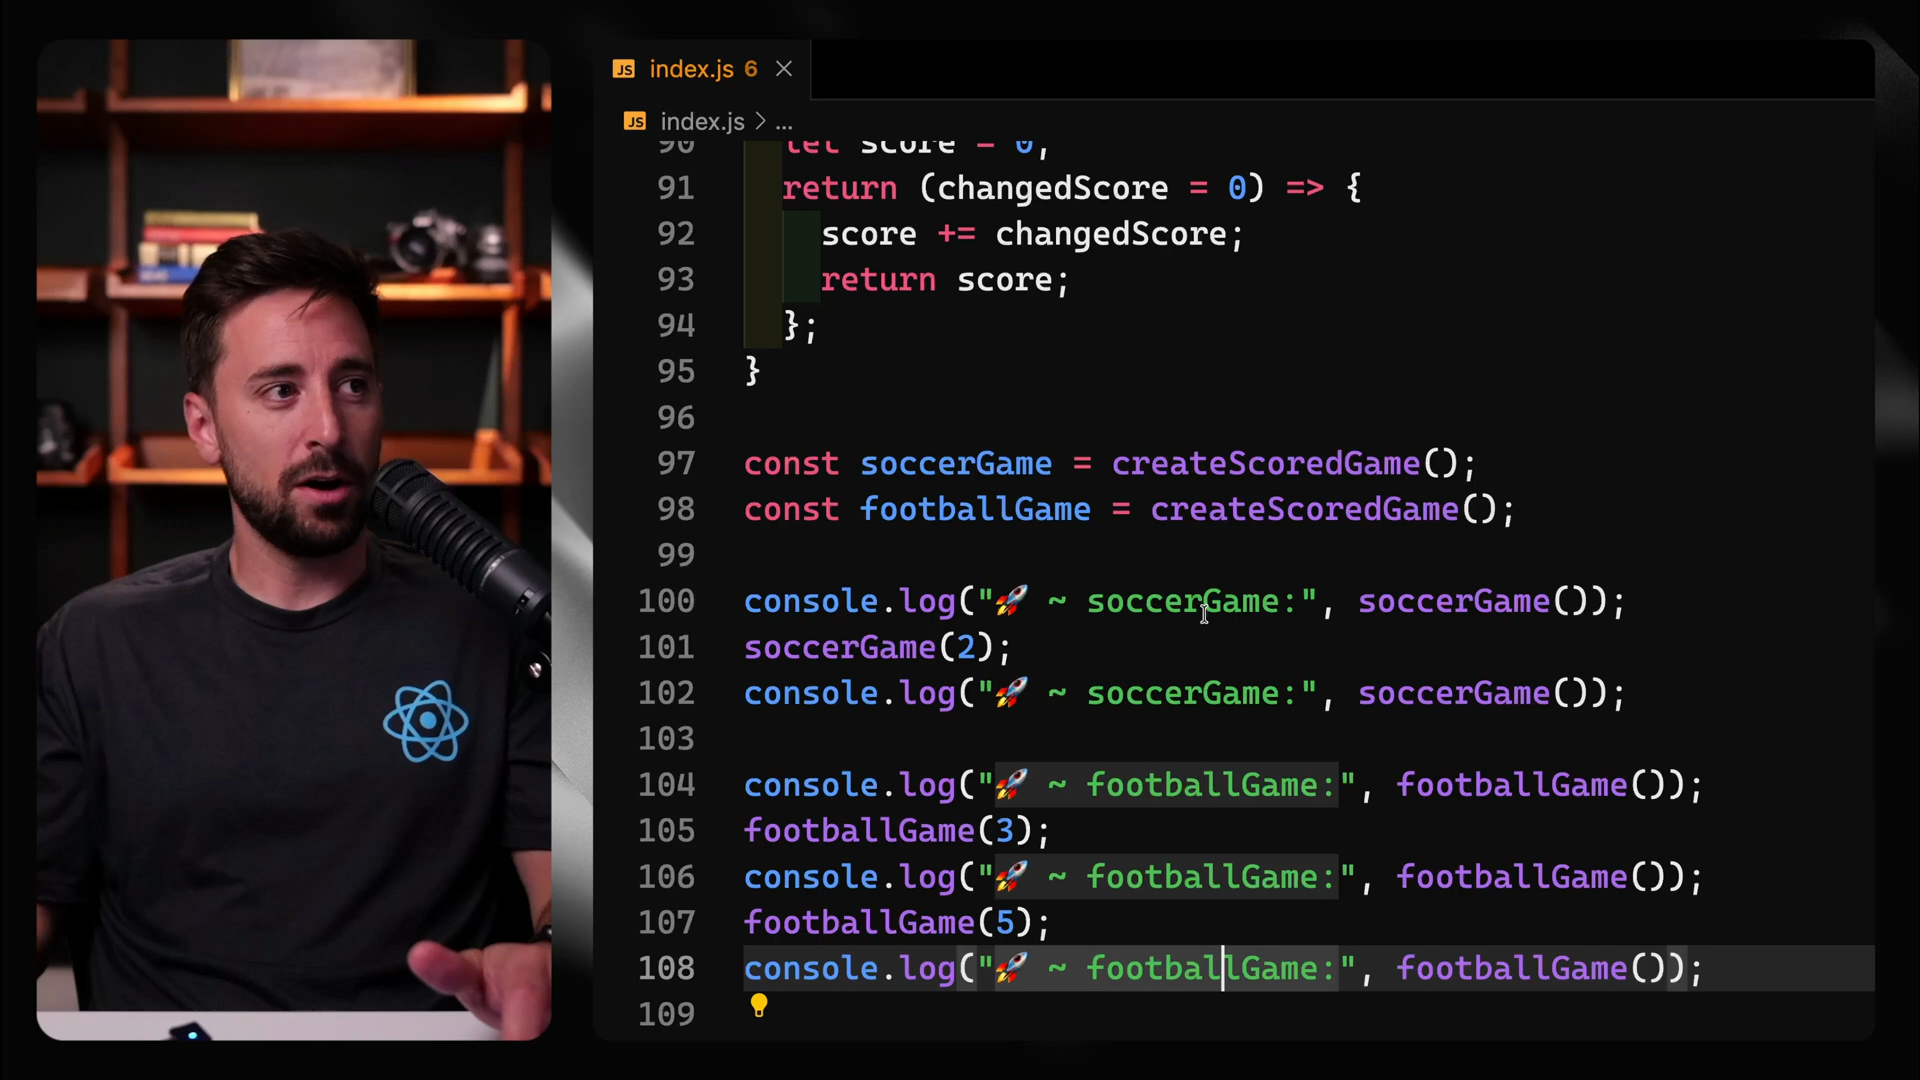 JS index.js 6 ×
JS index.js > ...
90 let score = 0;
91 return (changedScore = 0) => {
92 score += changedScore;
93 return score;
94 };
95 }
96
97 const soccerGame = createScoredGame();
98 const footballGame = createScoredGame();
99
100 console.log("🚀 ~ soccerGame:", soccerGame());
101 soccerGame(2);
102 console.log("🚀 ~ soccerGame:", soccerGame());
103
104 console.log("🚀 ~ footballGame:", footballGame());
105 footballGame(3);
106 console.log("🚀 ~ footballGame:", footballGame());
107 footballGame(5);
108 console.log("🚀 ~ footballGame:", footballGame());
109